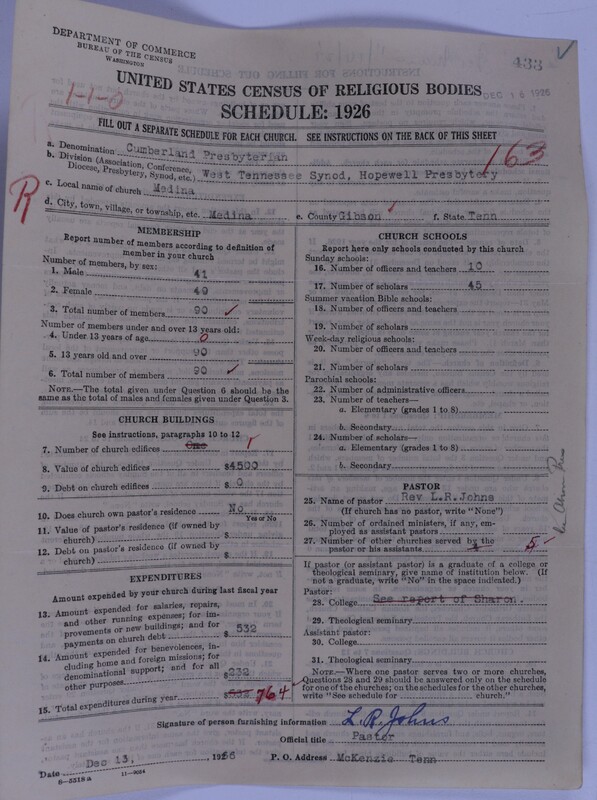 DEPARTMENT OF COMMERCE
BUREAU OF THE CENSUS
WASHINGTON
433
UNITED STATES CENSUS OF RELIGIOUS BODIES
DEC 16 1926
1-1-0
SCHEDULE: 1926
FILL OUT A SEPARATE SCHEDULE FOR EACH CHURCH. SEE INSTRUCTIONS ON THE BACK OF THIS SHEET
163
a. Denomination Cumberland Presbyterian
b. Division (Association, Conference, Diocese, Presbytery, Synod, etc.) West Tennessee Synod, Hopewell Presbytery
R
c. Local name of church Medina
d. City, town, village, or township, etc. Medina e. County Gibson f. State Tenn
MEMBERSHIP
Report number of members according to definition of
member in your church
Number of members, by sex:
1. Male 41
2. Female 49
3. Total number of members 90
Number of members under and over 13 years old:
4. Under 13 years of age 0
5. 13 years old and over 90
6. Total number of members 90
NOTE.—The total given under Question 6 should be the
same as the total of males and females given under Question 3.
CHURCH BUILDINGS
See instructions, paragraphs 10 to 12
7. Number of church edifices One 1
8. Value of church edifices $4500
9. Debt on church edifices $ 0
10. Does church own pastor's residence? No
Yes or No
11. Value of pastor's residence (if owned by
church) $
12. Debt on pastor's residence (if owned by
church) $
EXPENDITURES
Amount expended by your church during last fiscal year
13. Amount expended for salaries, repairs,
and other running expenses; for im-
provements or new buildings; and for
payments on church debt $ 532
14. Amount expended for benevolences, in-
cluding home and foreign missions; for
denominational support; and for all
other purposes $232
15. Total expenditures during year $532 764
CHURCH SCHOOLS
Report here only schools conducted by this church
Sunday schools:
16. Number of officers and teachers 10
17. Number of scholars 45
Summer vacation Bible schools:
18. Number of officers and teachers
19. Number of scholars
Week-day religious schools:
20. Number of officers and teachers
21. Number of scholars
Parochial schools:
22. Number of administrative officers
23. Number of teachers—
a. Elementary (grades 1 to 8)
b. Secondary
24. Number of scholars—
a. Elementary (grades 1 to 8)
b. Secondary
PASTOR
25. Name of pastor Rev L.R.Johns
(If church has no pastor, write "None")
26. Number of ordained ministers, if any, em-
ployed as assistant pastors
27. Number of other churches served by the
pastor or his assistants 5
If pastor (or assistant pastor) is a graduate of a college or
theological seminary, give name of institution below. (If
not a graduate, write "No" in the space indicated.)
Pastor:
28. College See report of Sharon.
29. Theological seminary
Assistant pastor:
30. College
31. Theological seminary
NOTE.—Where one pastor serves two or more churches,
Questions 28 and 29 should be answered only on the schedule
for one of the churches; on the schedules for the other churches,
write "See schedule for church."
Signature of person furnishing information L. R. Johns
Official title Pastor
Date Dec 13, 1926 P. O. Address McKenzie Tenn
8—5518 a 11—9024